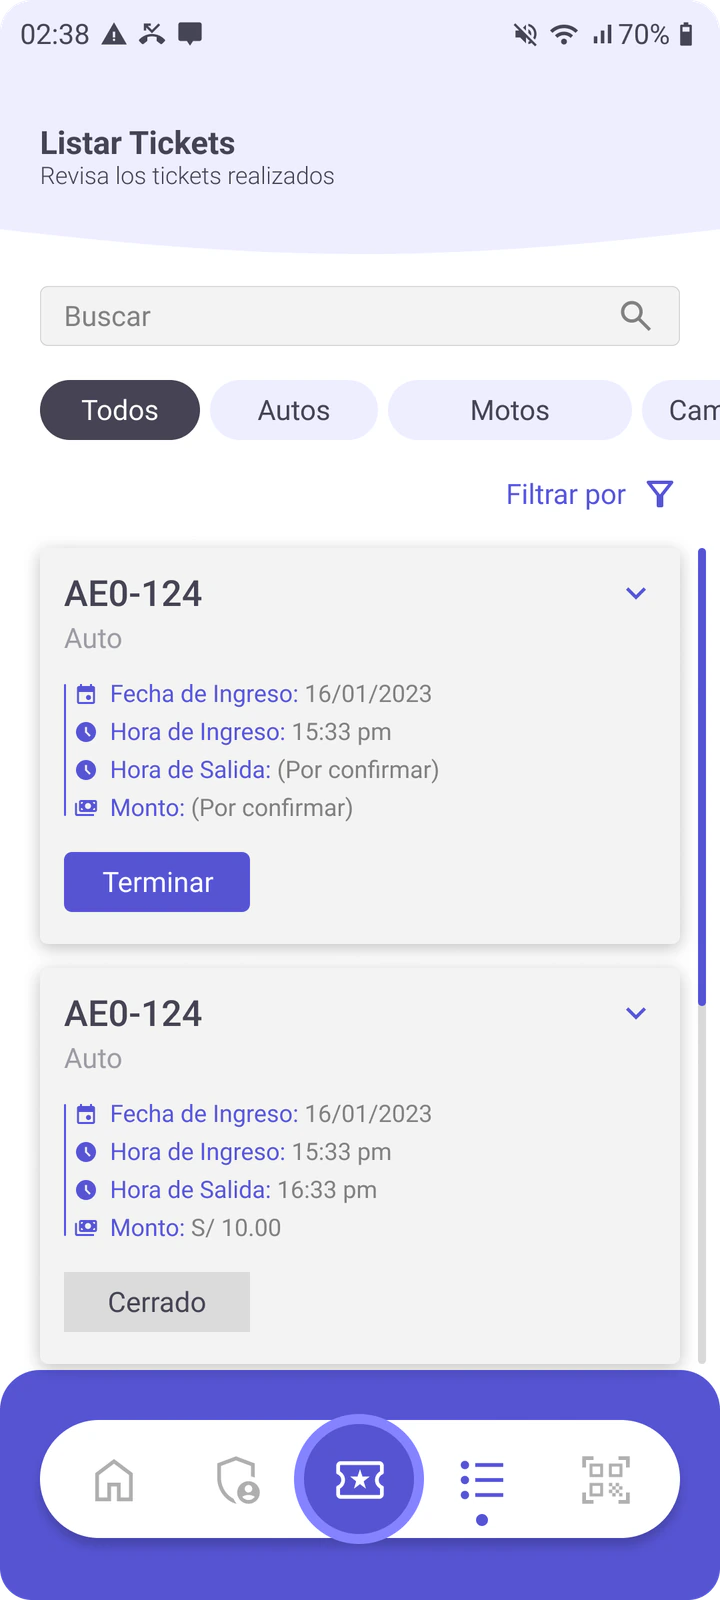 02:38
70%
Listar Tickets
Revisa los tickets realizados
Buscar
Todos Autos Motos Cam
Filtrar por
AE0-124
Auto
Fecha de Ingreso: 16/01/2023
Hora de Ingreso: 15:33 pm
Hora de Salida: (Por confirmar)
Monto: (Por confirmar)
Terminar
AE0-124
Auto
Fecha de Ingreso: 16/01/2023
Hora de Ingreso: 15:33 pm
Hora de Salida: 16:33 pm
Monto: S/ 10.00
Cerrado